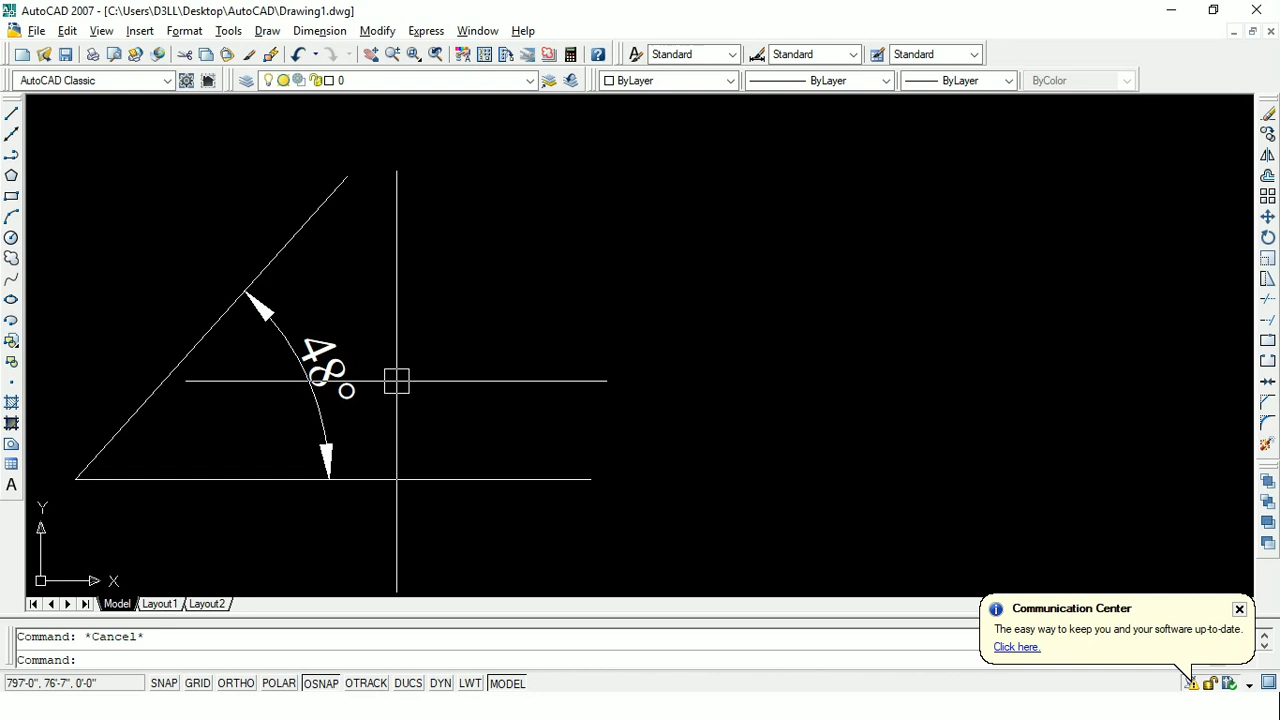 AutoCAD 2007 - [C:\Users\D3LL\Desktop\AutoCAD\Drawing1.dwg]
File Edit View Insert Format Tools Draw Dimension Modify Express Window Help
Standard Standard Standard
AutoCAD Classic 0 ByLayer ByLayer ByLayer ByColor
A
48°
Y
X
Model Layout1 Layout2
Command: *Cancel*
Command:
Communication Center
The easy way to keep you and your software up-to-date.
Click here.
797'-0", 76'-7", 0'-0" SNAP GRID ORTHO POLAR OSNAP OTRACK DUCS DYN LWT MODEL